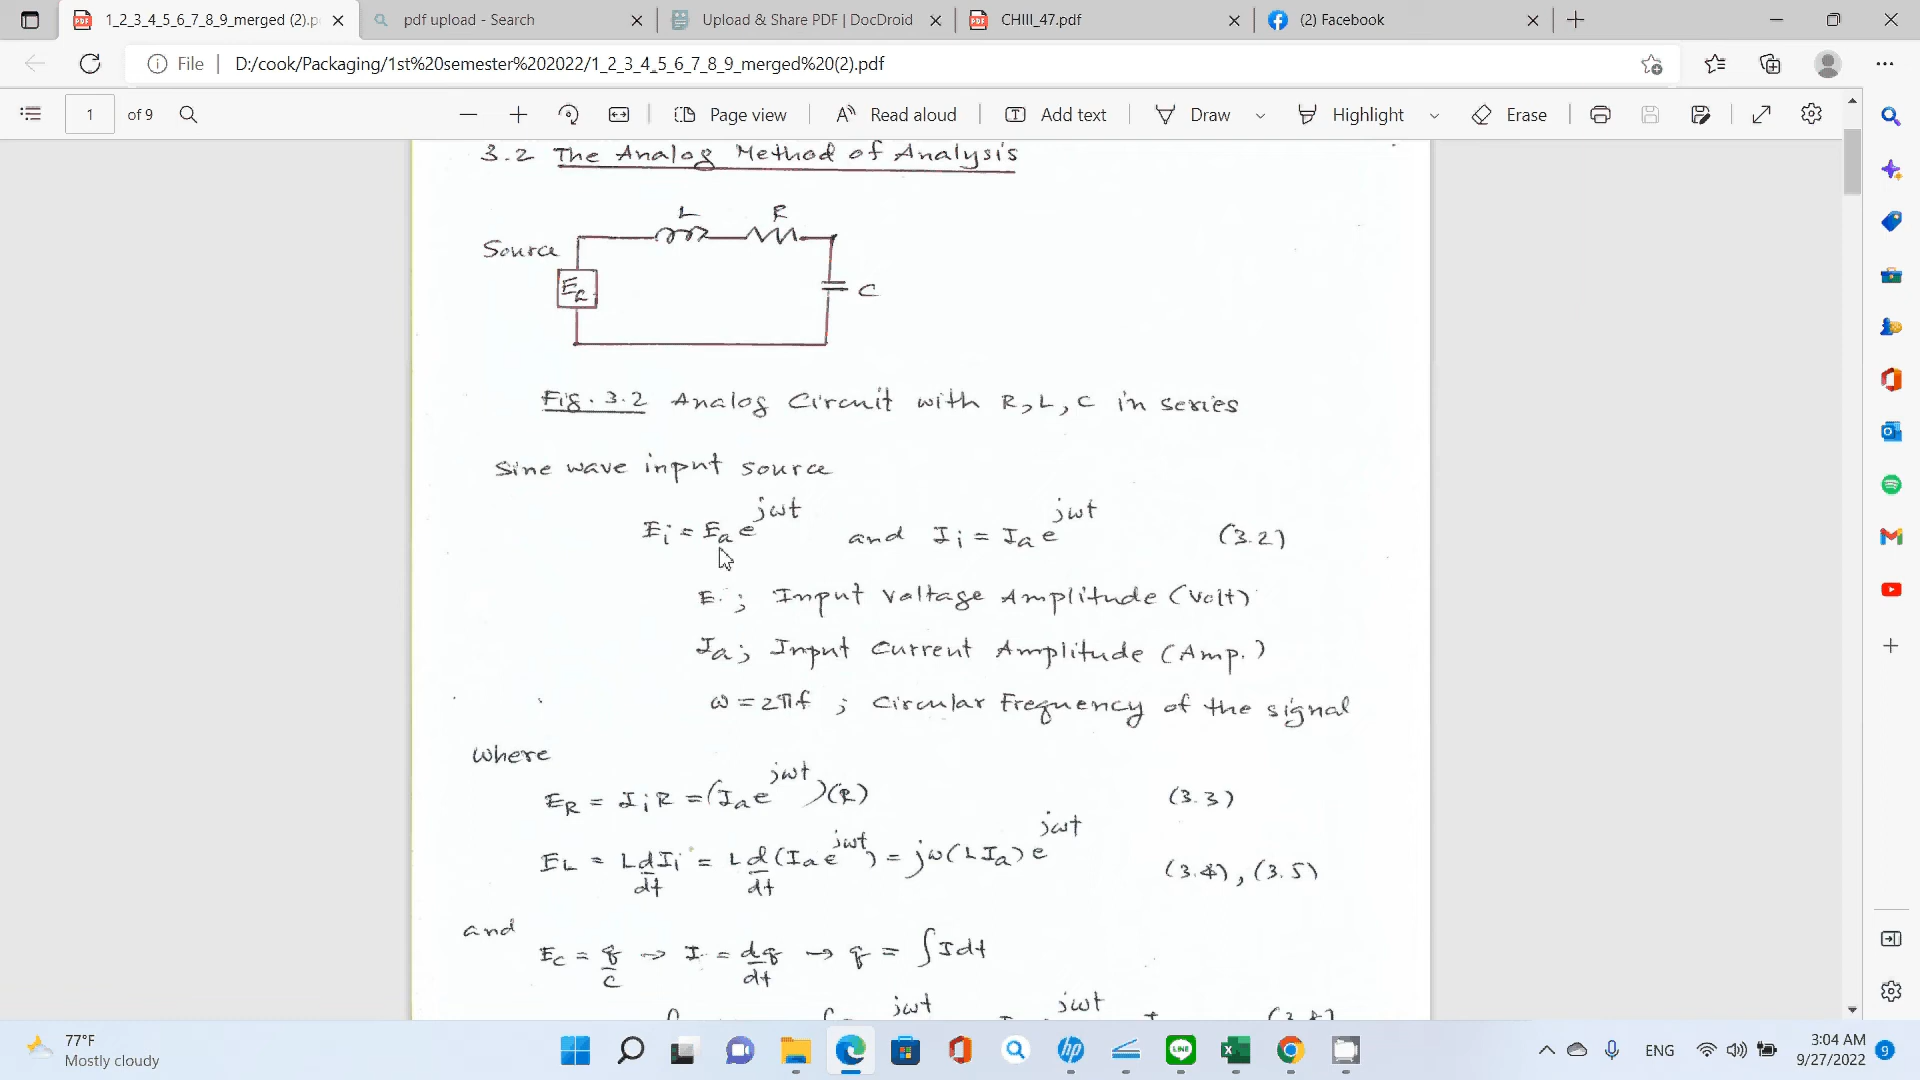 1_2_3_4_5_6_7_8_9_merged (2).p
pdf upload - Search
Upload & Share PDF | DocDroid
CHIII_47.pdf
(2) Facebook
File
D:/cook/Packaging/1st%20semester%202022/1_2_3_4_5_6_7_8_9_merged%20(2).pdf
1 of 9
Page view
Read aloud
Add text
Draw
Highlight
Erase
3.2 The Analog Method of Analysis
L R
Source
Ei
C
Fig. 3.2 Analog Circuit with R, L, C in series
Sine wave input source
Ei = Ea e^jωt and Ii = Ia e^jωt (3.2)
E. ; Input Voltage Amplitude (Volt)
Ia ; Input Current Amplitude (Amp.)
ω = 2πf ; Circular Frequency of the signal
Where
ER = IiR = (Ia e^jωt)(R) (3.3)
EL = L dIi/dt = L d/dt (Ia e^jωt) = jω(LIa) e^jωt (3.4), (3.5)
and
Ec = q/c → I = dq/dt → q = ∫Idt
jωt jωt
77°F
Mostly cloudy
ENG
3:04 AM
9/27/2022
9